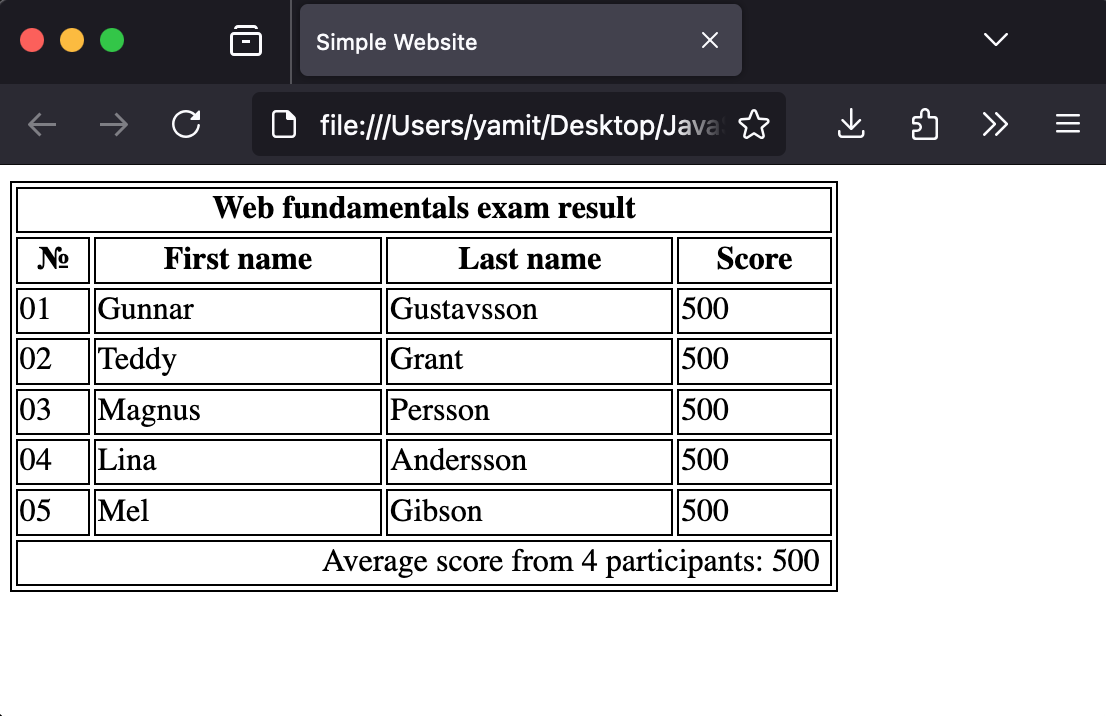 Simple Website
file:///Users/yamit/Desktop/Java
Web fundamentals exam result
№ First name Last name Score
01 Gunnar Gustavsson 500
02 Teddy Grant 500
03 Magnus Persson 500
04 Lina Andersson 500
05 Mel Gibson 500
Average score from 4 participants: 500